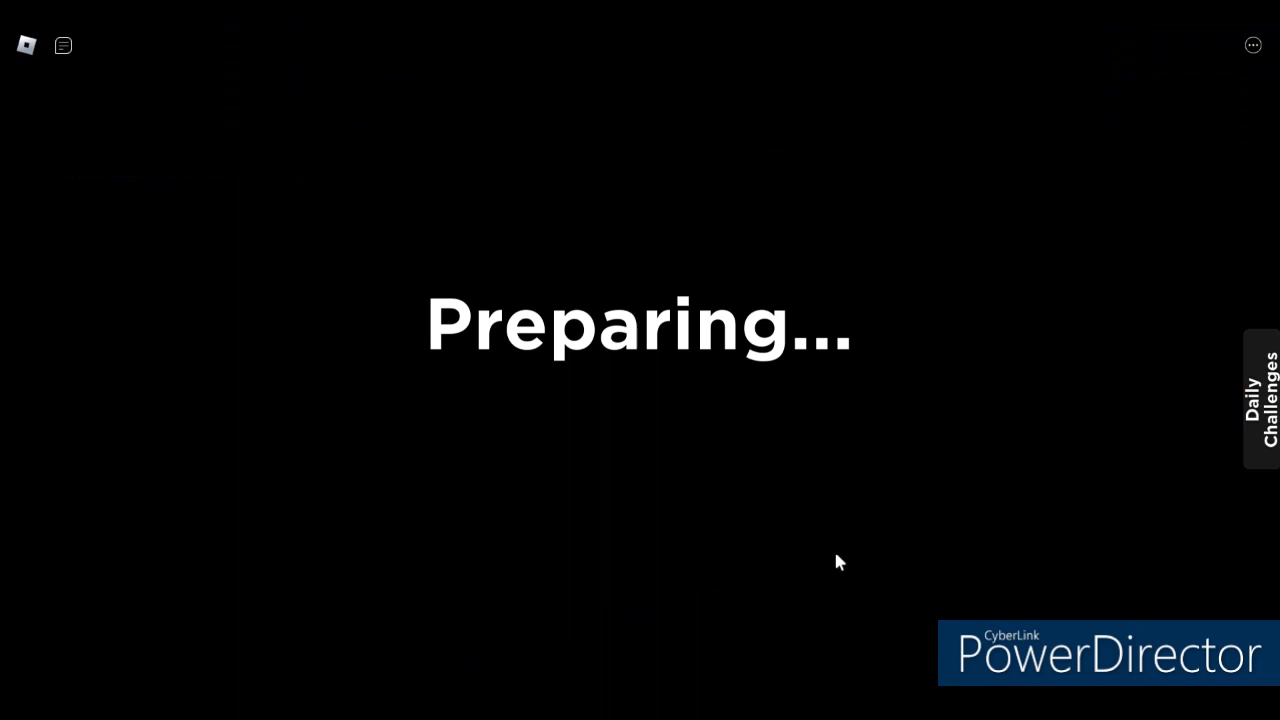 Preparing...
Daily
Challenges
CyberLink
PowerDirector